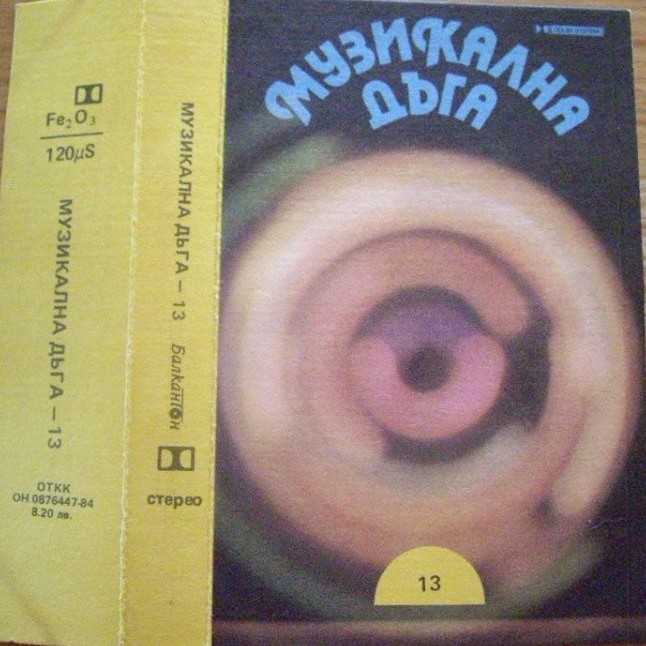 Fe₂O₃
120µS
МУЗИКАЛНА ДЪГА – 13
ОТКК
ОН 0876447-84
8.20 лв.
МУЗИКАЛНА ДЪГА – 13
Балкантон
стерео
МУЗИКАЛНА
ДЪГА
13